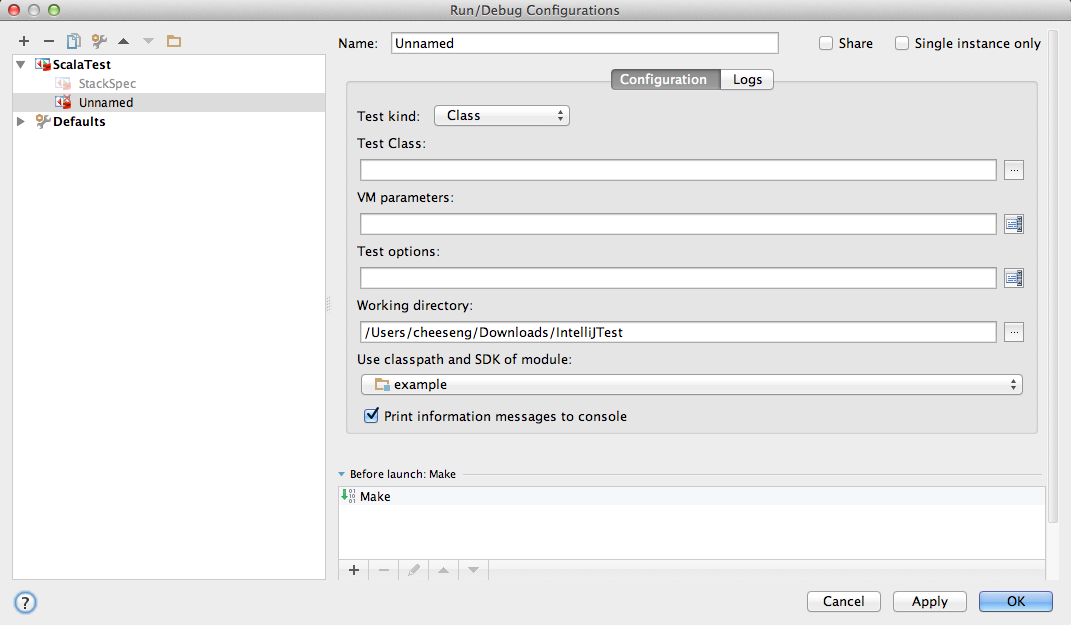 Run/Debug Configurations
Name: Unnamed Share Single instance only
ScalaTest
StackSpec
Unnamed
Defaults
Configuration Logs
Test kind: Class
Test Class:
...
VM parameters:
Test options:
Working directory:
/Users/cheeseng/Downloads/IntelliJTest ...
Use classpath and SDK of module:
example
Print information messages to console
Before launch: Make
Make
? Cancel Apply OK